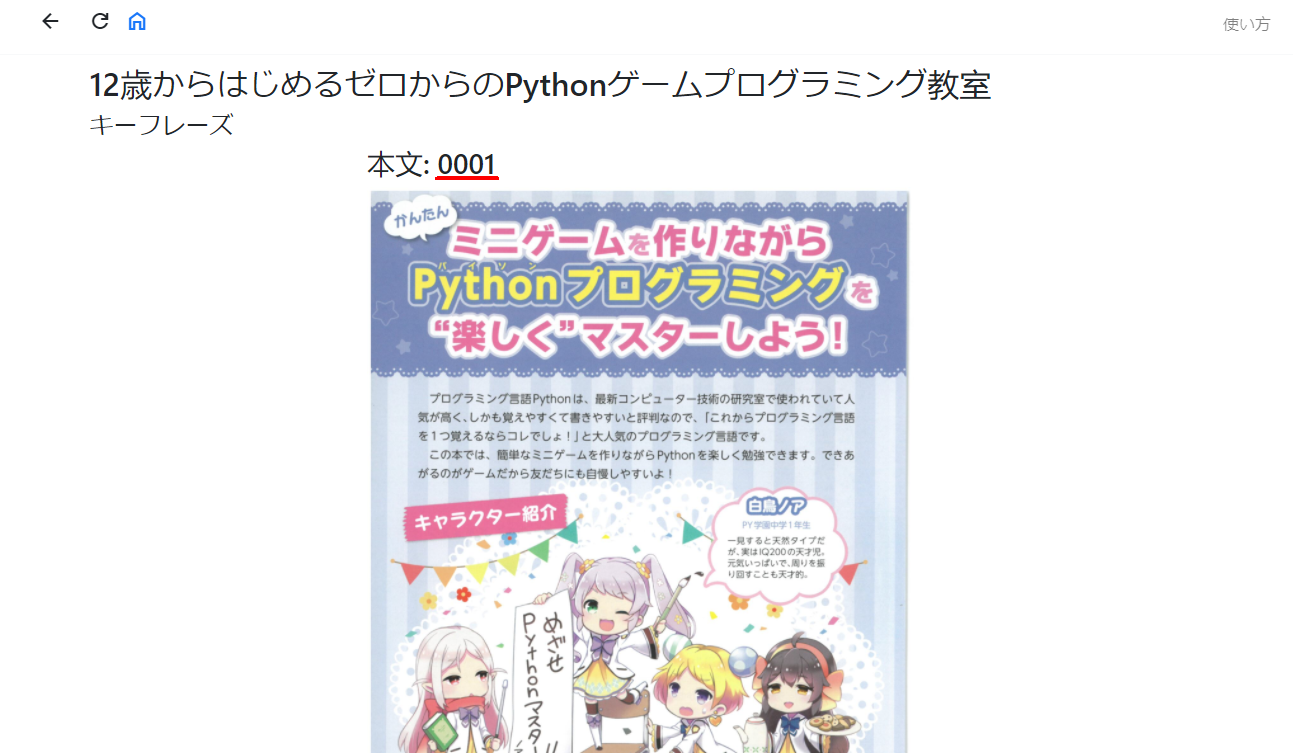 使い方
12歳からはじめるゼロからのPythonゲームプログラミング教室
キーフレーズ
本文: 0001
かんたん
ミニゲームを作りながら
パイソン
Pythonプログラミングを
“楽しく”マスターしよう!
プログラミング言語Pythonは、最新コンピューター技術の研究室で使われていて人
気が高く、しかも覚えやすくて書きやすいと評判なので、「これからプログラミング言語
を1つ覚えるならコレでしょ！」と大人気のプログラミング言語です。
この本では、簡単なミニゲームを作りながらPythonを楽しく勉強できます。できあ
がるのがゲームだから友だちにも自慢しやすいよ！
キャラクター紹介
白鳥ノア
PY学園中学1年生
一見すると天然タイプだ
が、実はIQ200の天才児。
元気いっぱいで、周りを振
り回すことも天才的。
めざせ
Pythonマスター!!